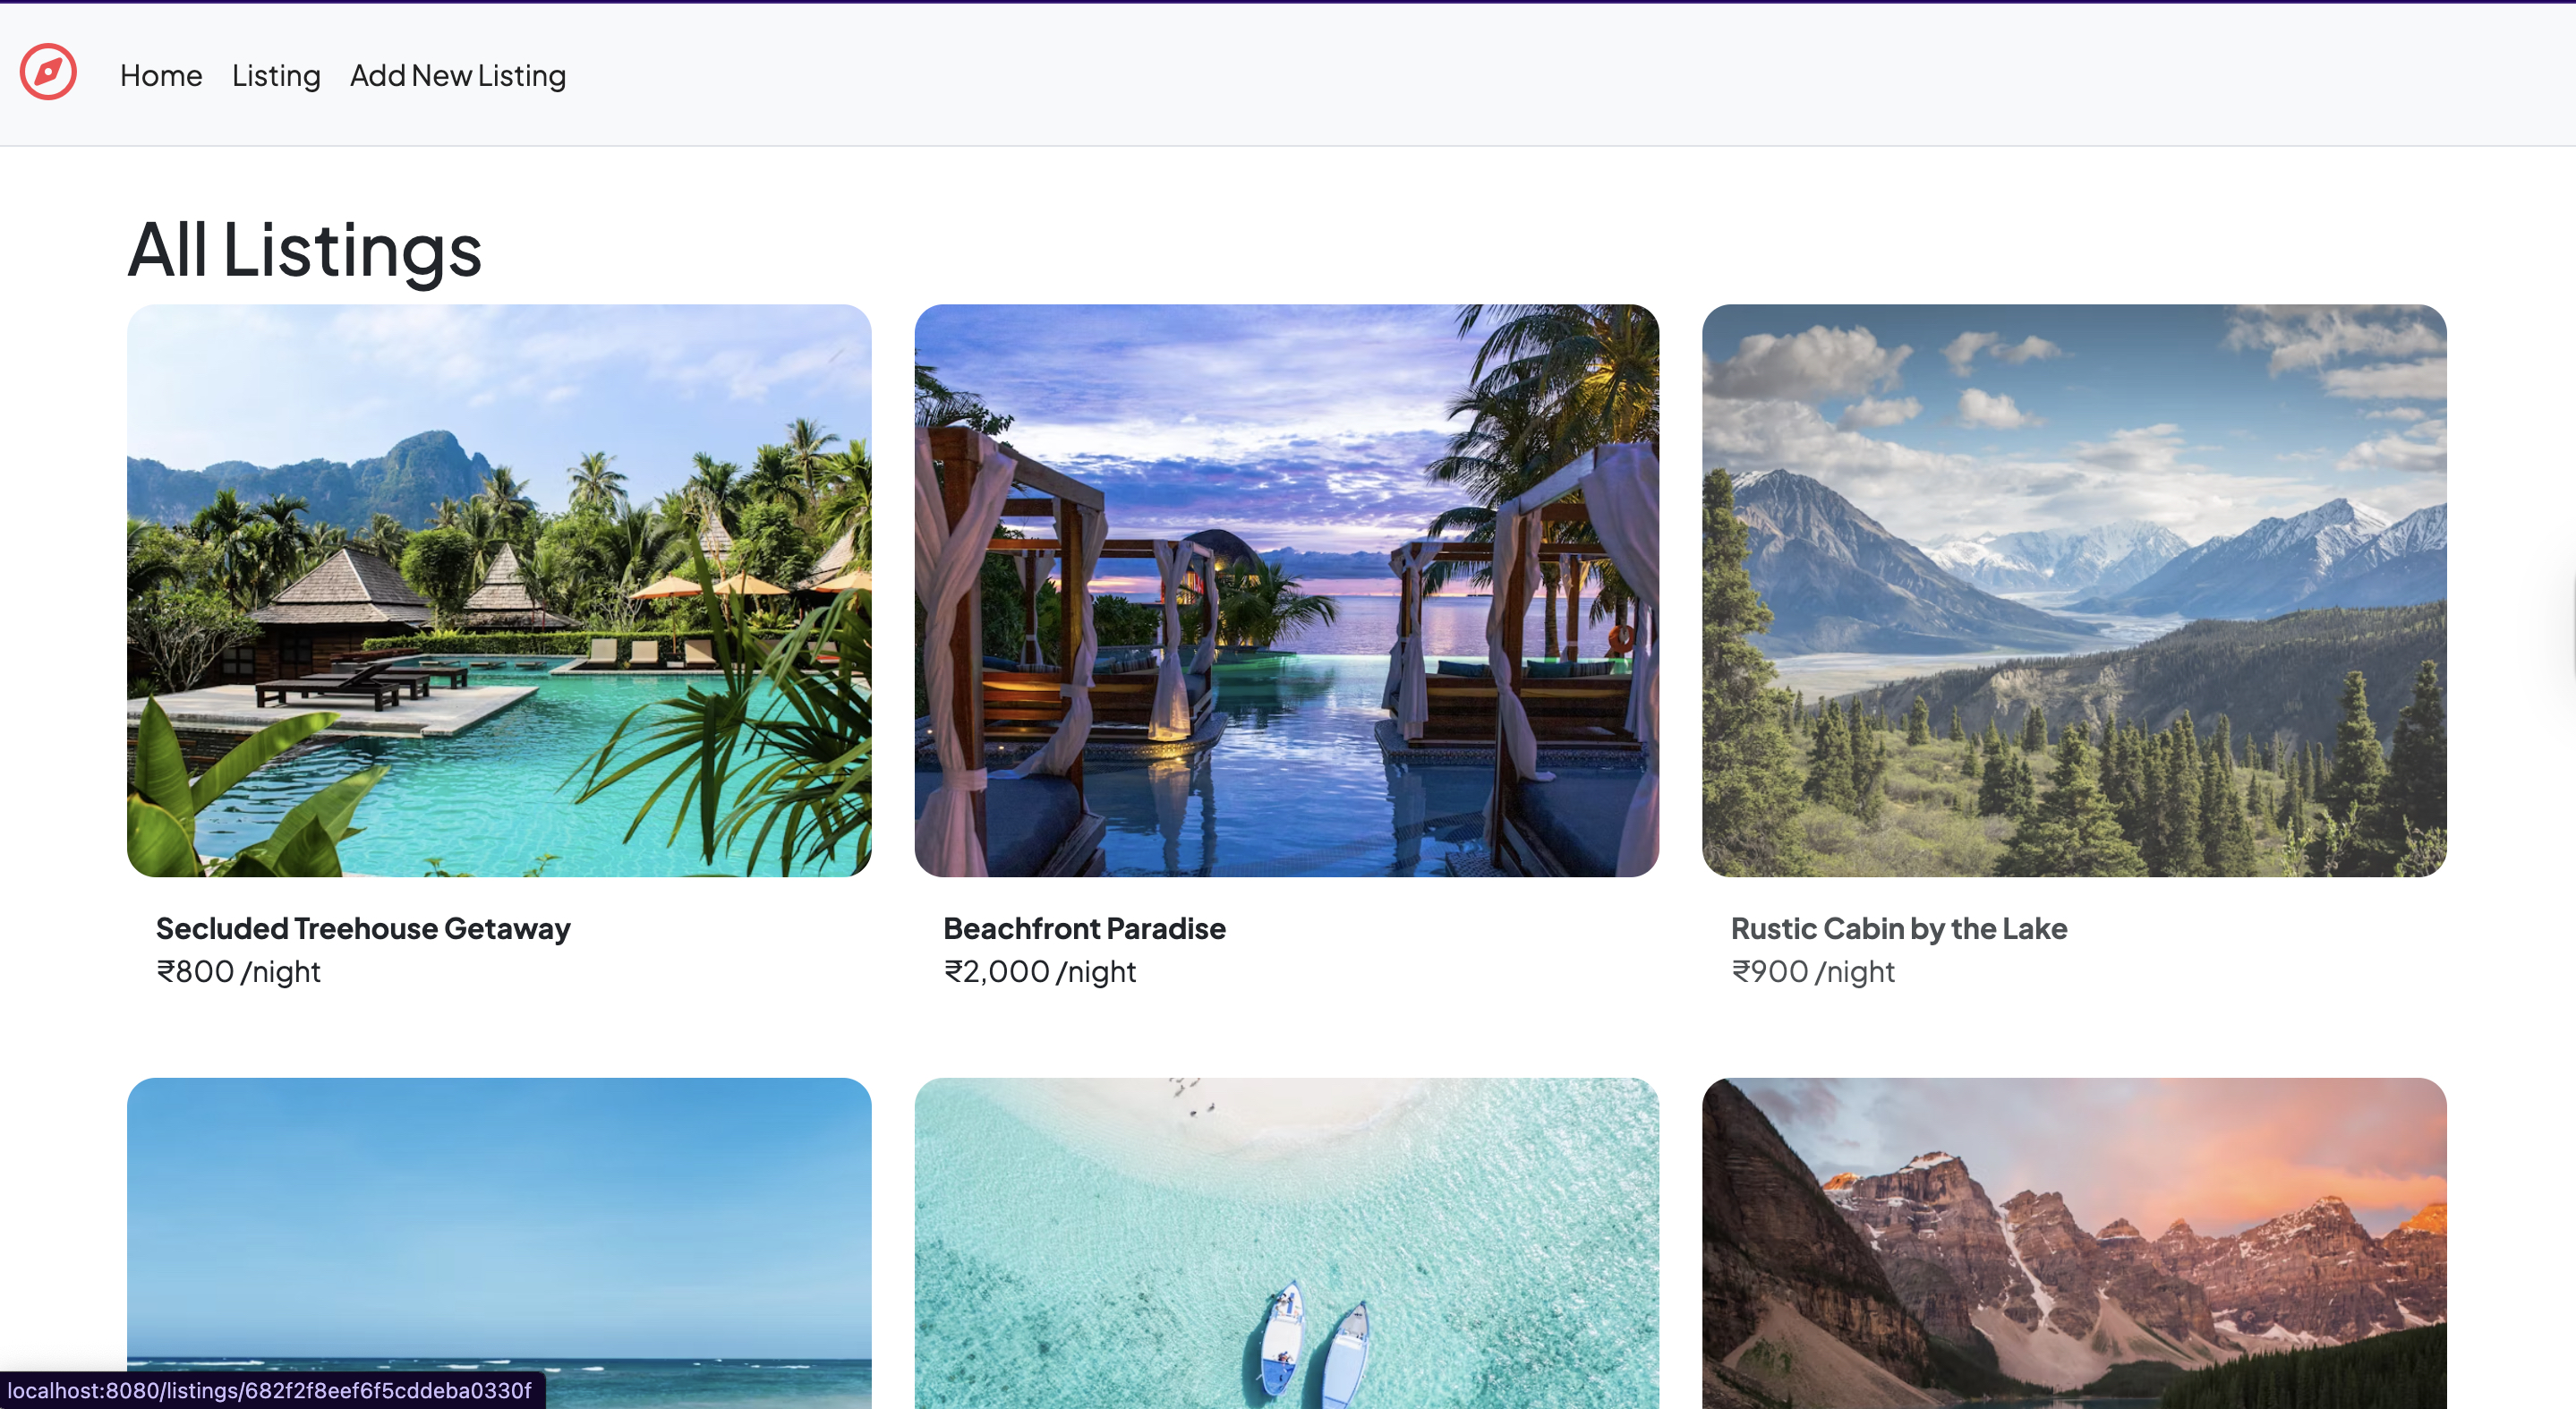 Home Listing Add New Listing
All Listings
Secluded Treehouse Getaway
₹800 /night
Beachfront Paradise
₹2,000 /night
Rustic Cabin by the Lake
₹900 /night
localhost:8080/listings/682f2f8eef6f5cddeba0330f